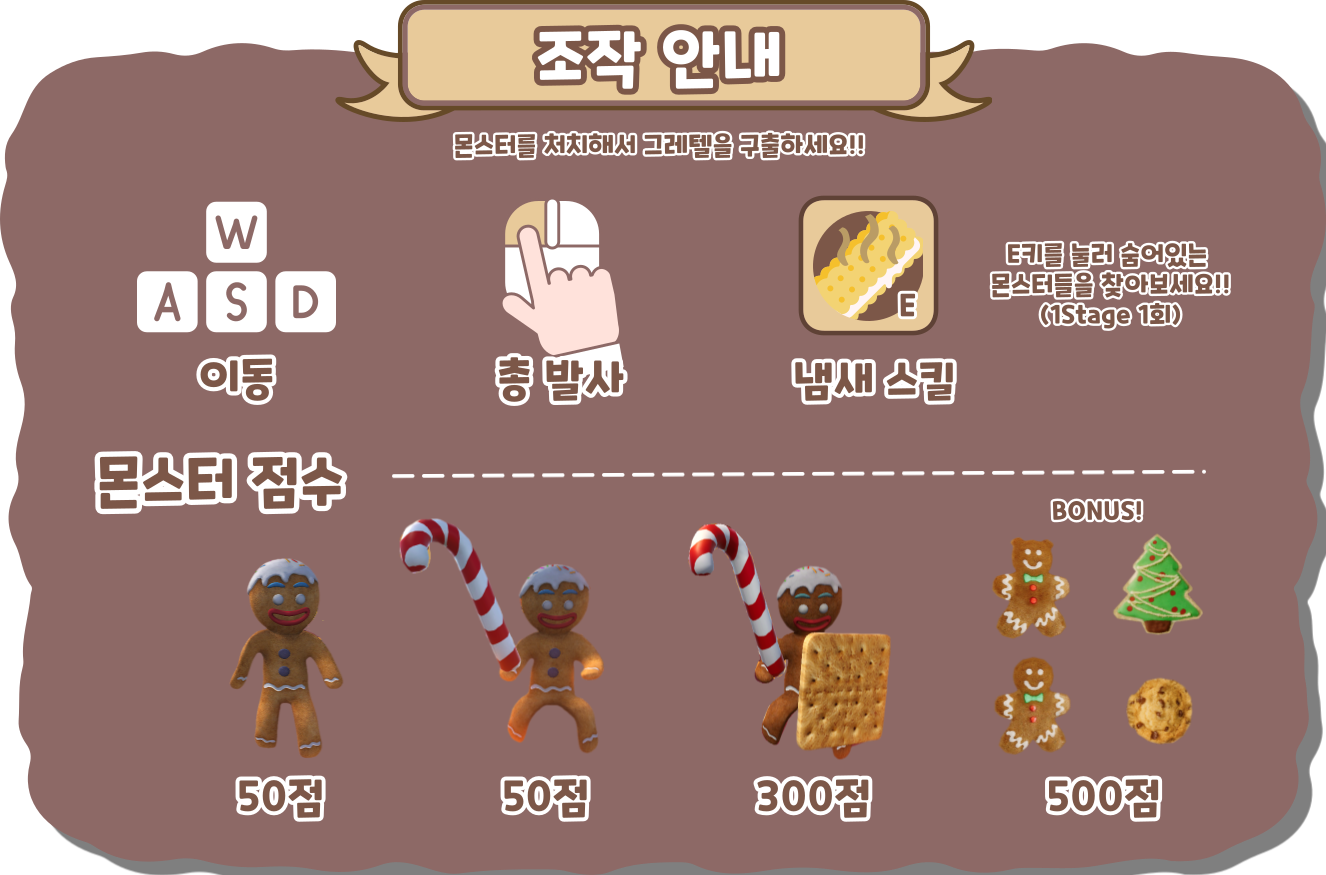 조작 안내
몬스터를 처치해서 그레텔을 구출하세요!!
W
A S D
E
E키를 눌러 숨어있는
몬스터들을 찾아보세요!!
(1Stage 1회)
이동
총 발사
냄새 스킬
몬스터 점수
BONUS!
50점
50점
300점
500점